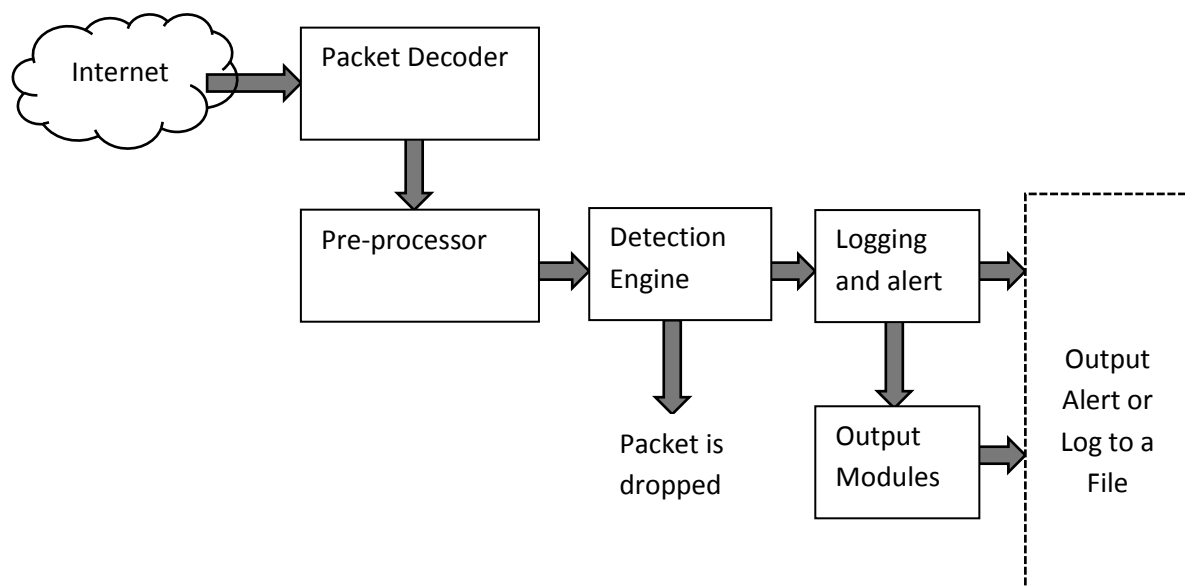 Internet
Packet Decoder
Pre-processor
Detection
Engine
Logging
and alert
Packet is
dropped
Output
Modules
Output
Alert or
Log to a
File